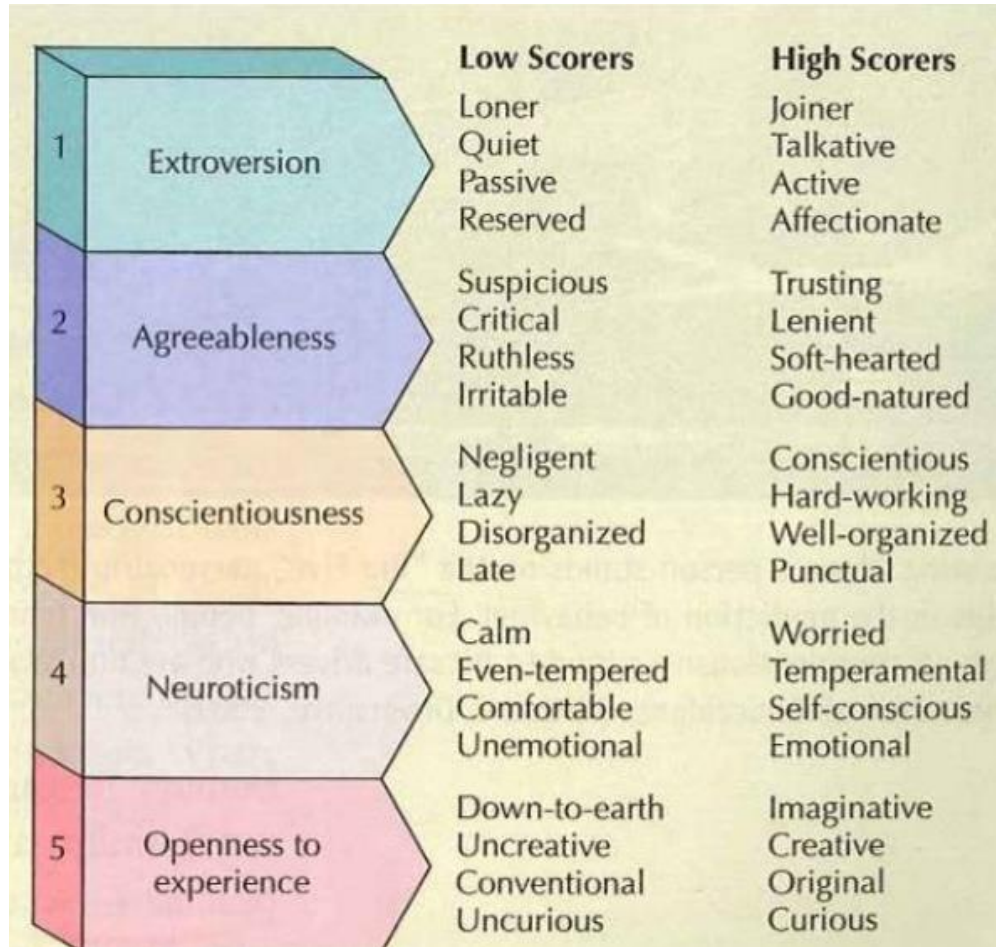 Low Scorers High Scorers
1
Extroversion
Loner Joiner
Quiet Talkative
Passive Active
Reserved Affectionate
2
Agreeableness
Suspicious Trusting
Critical Lenient
Ruthless Soft-hearted
Irritable Good-natured
3
Conscientiousness
Negligent Conscientious
Lazy Hard-working
Disorganized Well-organized
Late Punctual
4
Neuroticism
Calm Worried
Even-tempered Temperamental
Comfortable Self-conscious
Unemotional Emotional
5
Openness to
experience
Down-to-earth Imaginative
Uncreative Creative
Conventional Original
Uncurious Curious